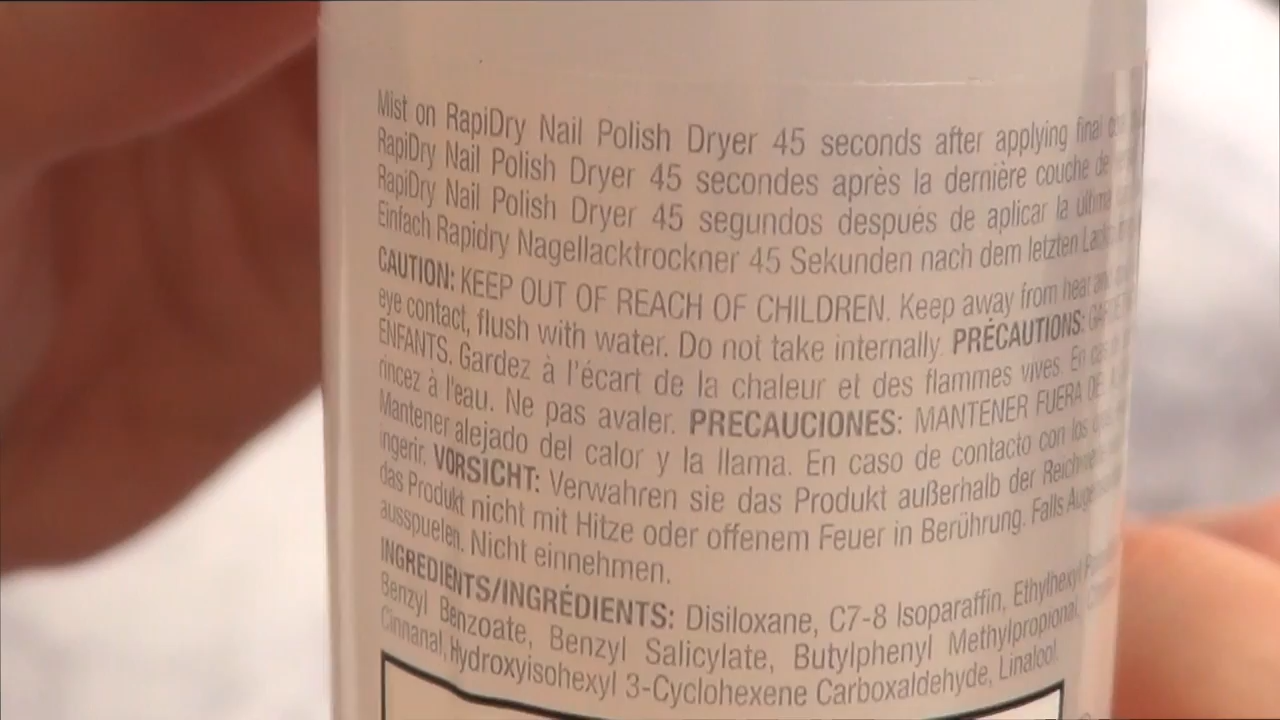 Mist on RapiDry Nail Polish Dryer 45 seconds after applying final
RapiDry Nail Polish Dryer 45 secondes après la dernière couche de
RapiDry Nail Polish Dryer 45 segundos después de aplicar la ultima
Einfach Rapidry Nagellacktrockner 45 Sekunden nach dem letzten
CAUTION: KEEP OUT OF REACH OF CHILDREN. Keep away from heat and
eye contact, flush with water. Do not take internally. PRÉCAUTIONS:
ENFANTS. Gardez à l'écart de la chaleur et des flammes vives. En cas
rincez à l'eau. Ne pas avaler. PRECAUCIONES: MANTENER FUERA DE
Mantener alejado del calor y la llama. En caso de contacto con los
ingerir. VORSICHT: Verwahren sie das Produkt außerhalb der
das Produkt nicht mit Hitze oder offenem Feuer in Berührung. Falls
ausspuelen. Nicht einnehmen.
INGREDIENTS/INGRÉDIENTS: Disiloxane, C7-8 Isoparaffin, Ethylhexyl
Benzyl Benzoate, Benzyl Salicylate, Butylphenyl Methylpropional,
Cinnanal, Hydroxyisohexyl 3-Cyclohexene Carboxaldehyde, Linalool.